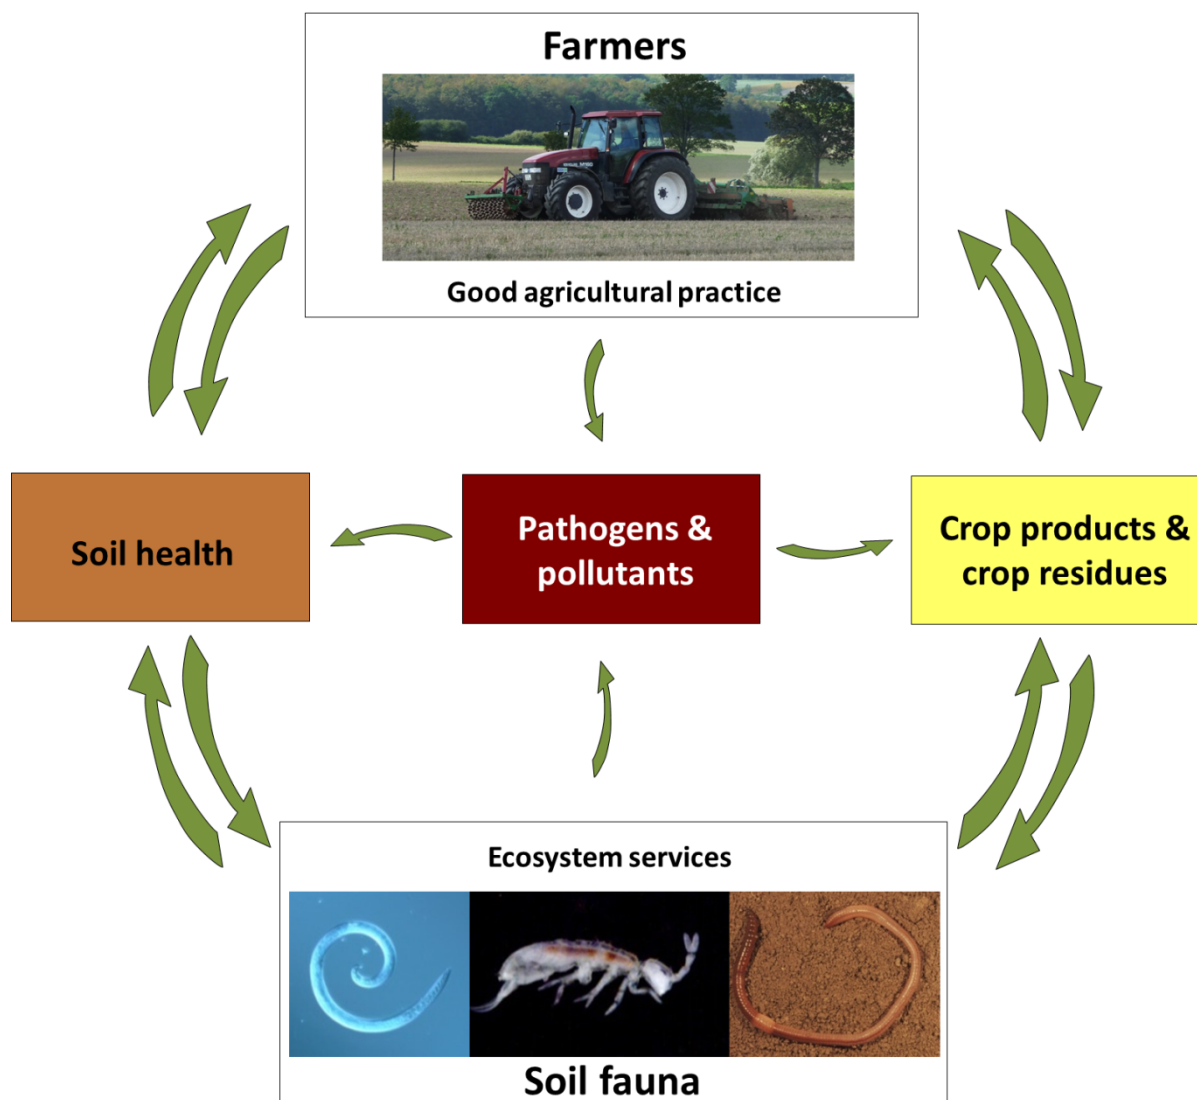 Farmers
Good agricultural practice
Soil health
Pathogens &
pollutants
Crop products &
crop residues
Ecosystem services
Soil fauna